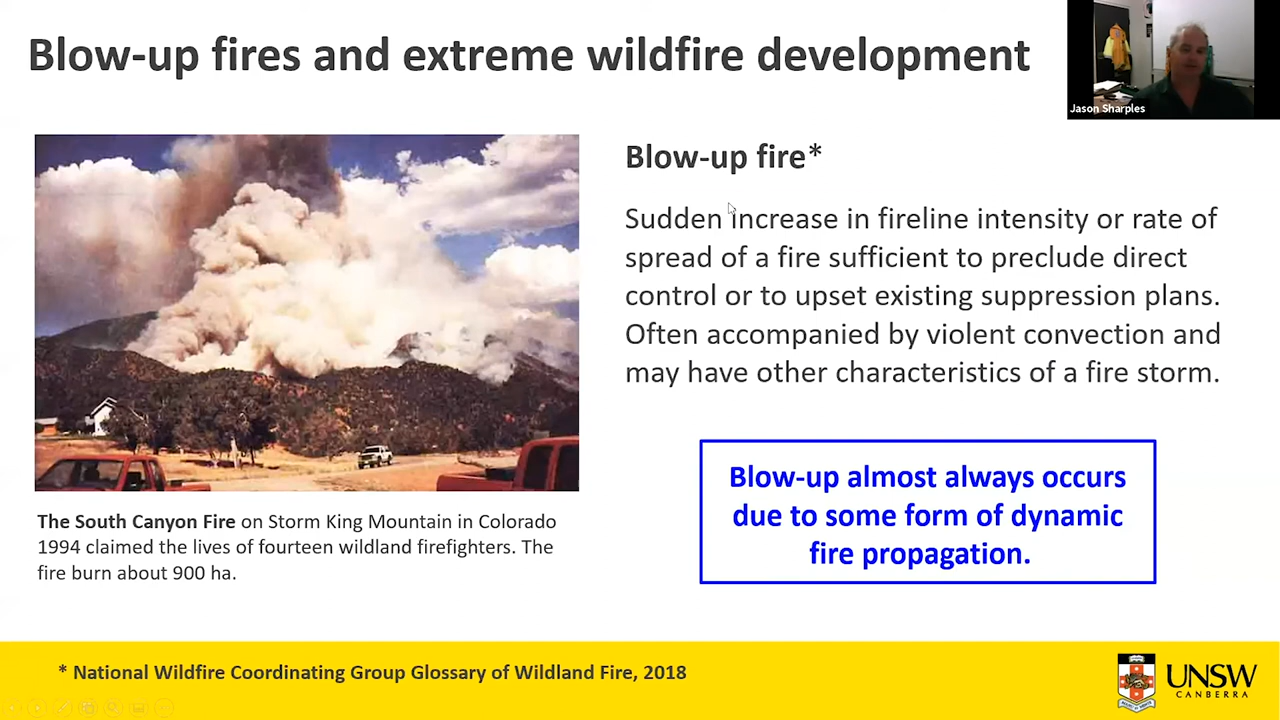 Blow-up fires and extreme wildfire development
Jason Sharples
Blow-up fire*
Sudden increase in fireline intensity or rate of
spread of a fire sufficient to preclude direct
control or to upset existing suppression plans.
Often accompanied by violent convection and
may have other characteristics of a fire storm.
Blow-up almost always occurs
due to some form of dynamic
fire propagation.
The South Canyon Fire on Storm King Mountain in Colorado
1994 claimed the lives of fourteen wildland firefighters. The
fire burn about 900 ha.
* National Wildfire Coordinating Group Glossary of Wildland Fire, 2018
UNSW
CANBERRA